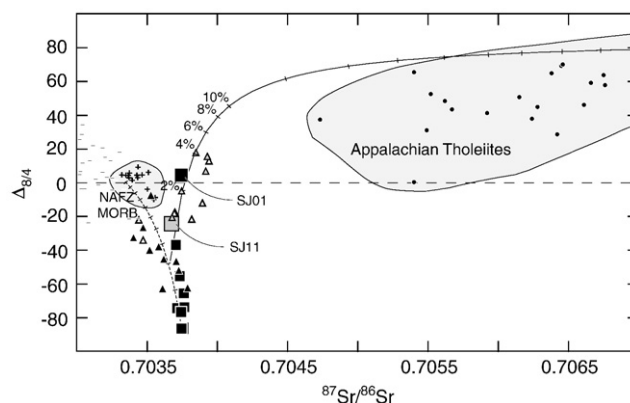 80
60
40
20
0
-20
-40
-60
-80
Δ8/4
10%
8%
6%
4%
2%
Appalachian Tholeiites
NAFZ
MORB
SJ01
SJ11
0.7035
0.7045
0.7055
0.7065
⁸⁷Sr/⁸⁶Sr